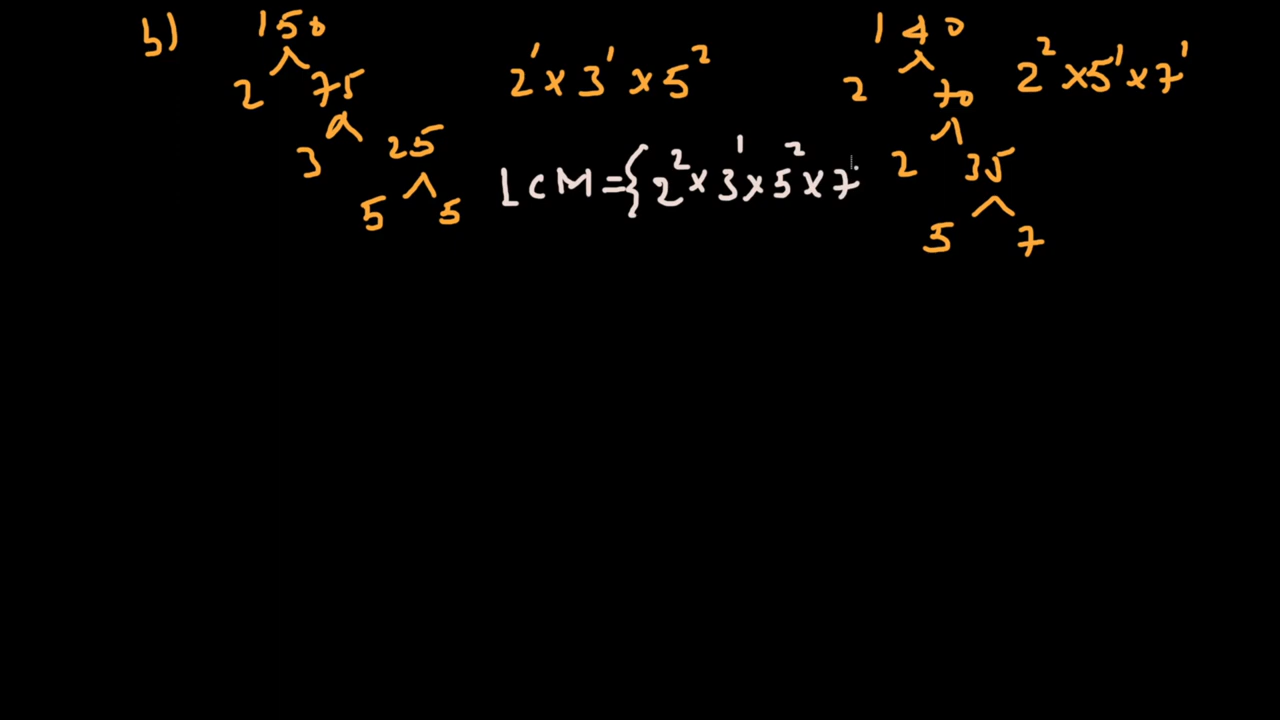 b) 150
2 75
3 25
5 5
2¹ × 3¹ × 5²
140
2 70
2 35
5 7
2² × 5¹ × 7¹
LCM = { 2² × 3¹ × 5² × 7